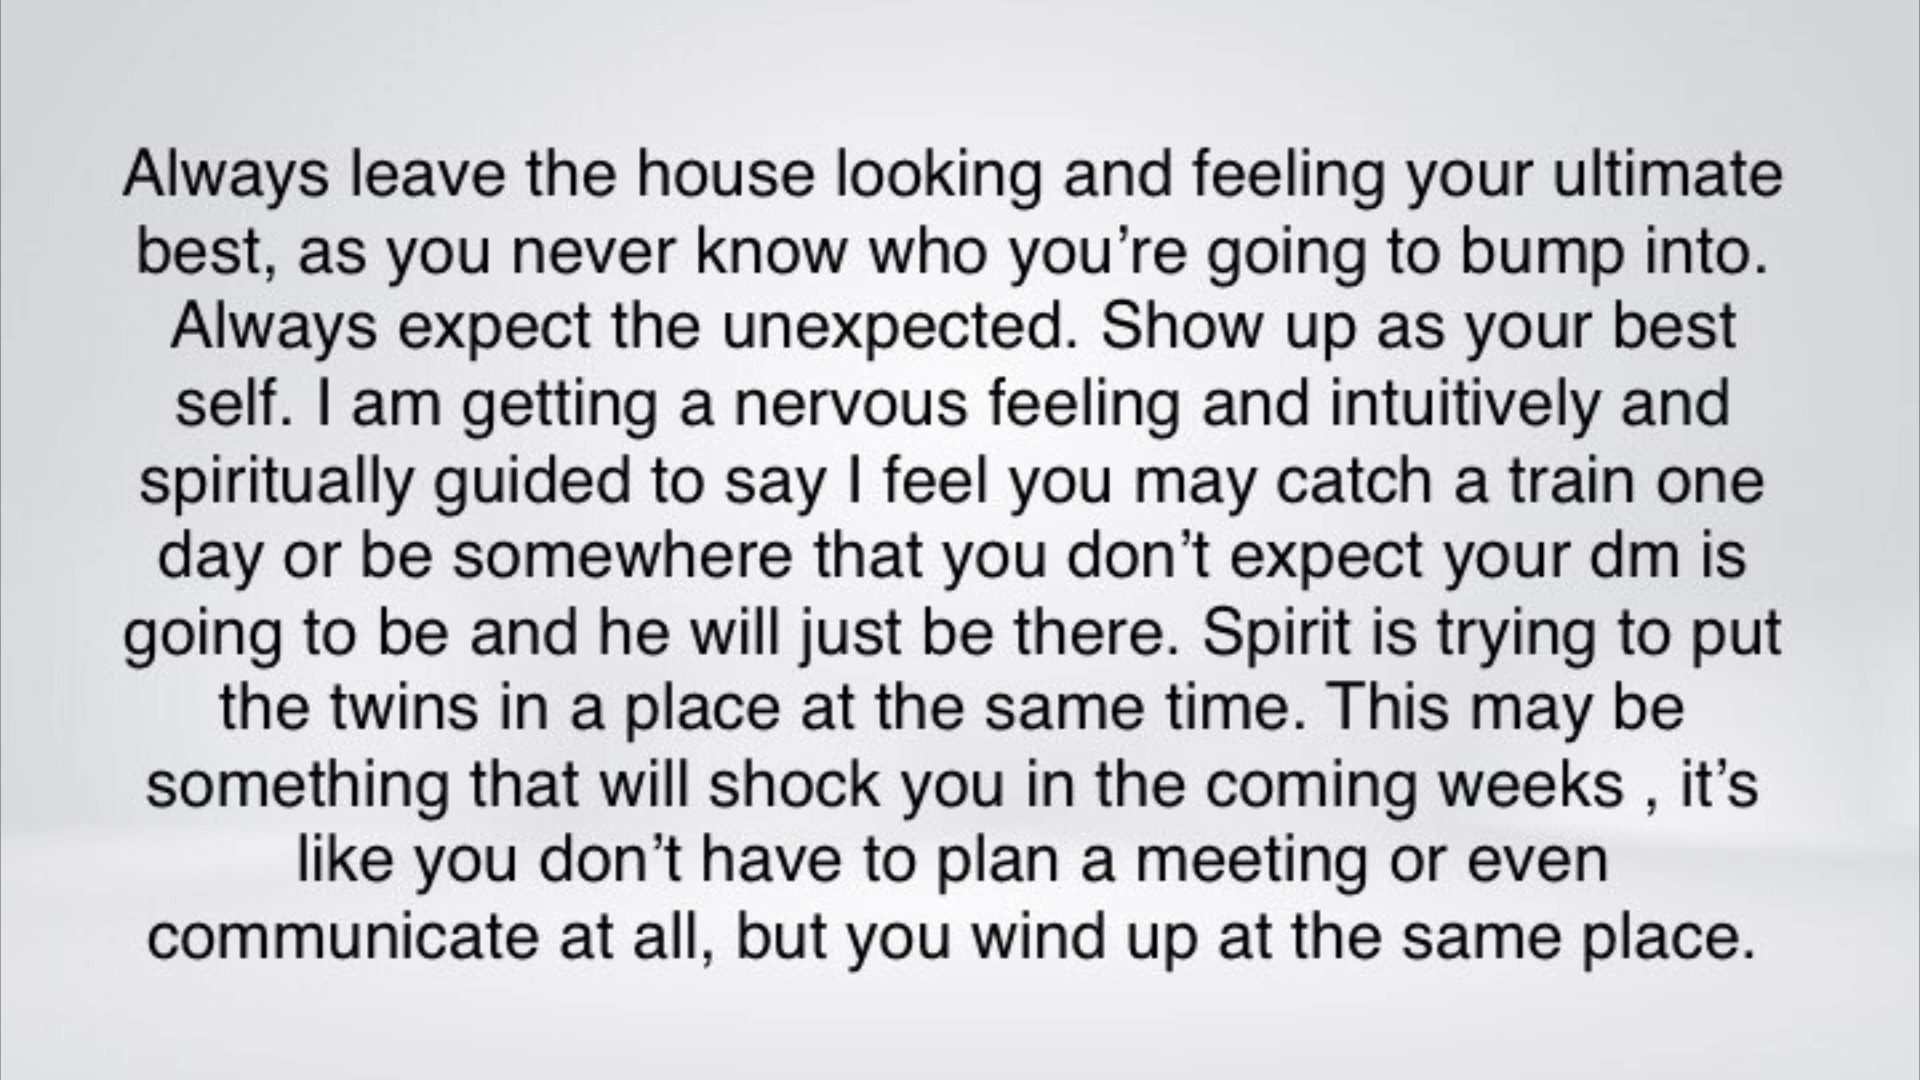 Always leave the house looking and feeling your ultimate
best, as you never know who you’re going to bump into.
Always expect the unexpected. Show up as your best
self. I am getting a nervous feeling and intuitively and
spiritually guided to say I feel you may catch a train one
day or be somewhere that you don’t expect your dm is
going to be and he will just be there. Spirit is trying to put
the twins in a place at the same time. This may be
something that will shock you in the coming weeks , it’s
like you don’t have to plan a meeting or even
communicate at all, but you wind up at the same place.